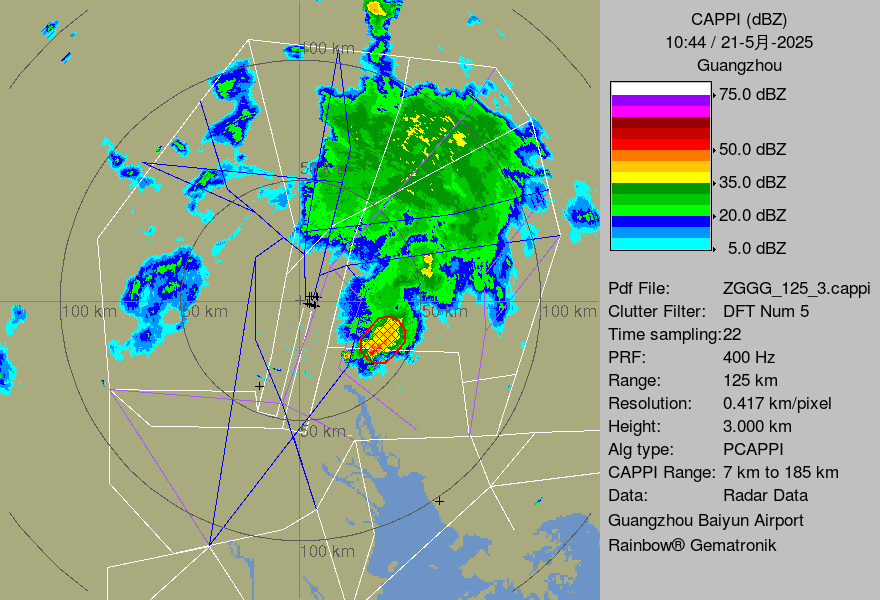 CAPPI (dBZ)
10:44 / 21-5月-2025
Guangzhou
75.0 dBZ
50.0 dBZ
35.0 dBZ
20.0 dBZ
5.0 dBZ
Pdf File: ZGGG_125_3.cappi
Clutter Filter: DFT Num 5
Time sampling:22
PRF: 400 Hz
Range: 125 km
Resolution: 0.417 km/pixel
Height: 3.000 km
Alg type: PCAPPI
CAPPI Range: 7 km to 185 km
Data: Radar Data
Guangzhou Baiyun Airport
Rainbow® Gematronik
100 km
50 km
100 km 50 km 50 km 100 km
50 km
100 km